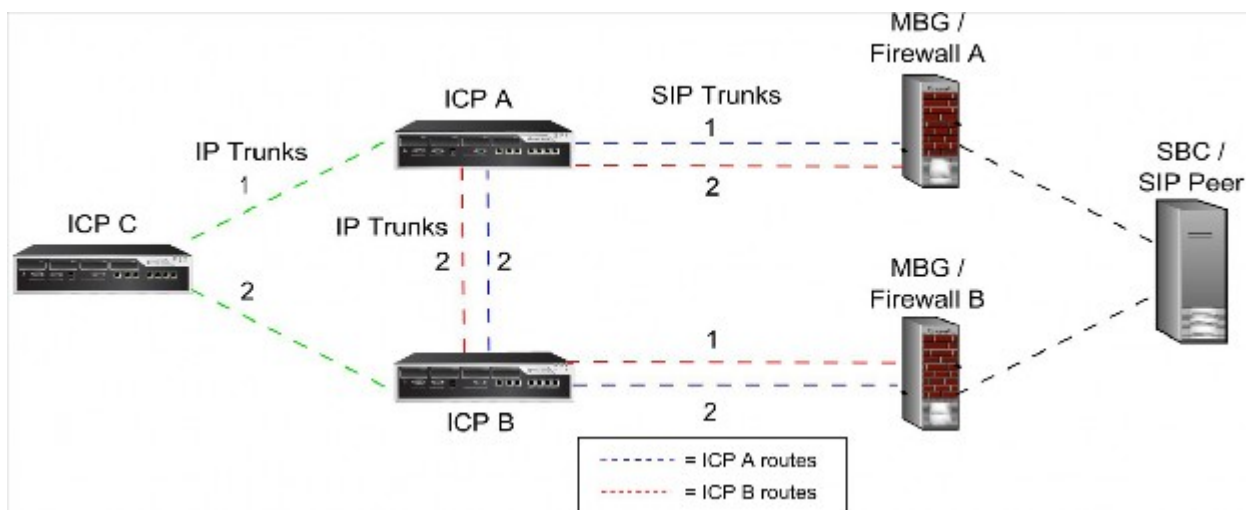 MBG /
Firewall A
ICP A
SIP Trunks
1
2
IP Trunks
1
SBC /
SIP Peer
ICP C
IP Trunks
2 2
2
MBG /
Firewall B
1
2
ICP B
= ICP A routes
= ICP B routes